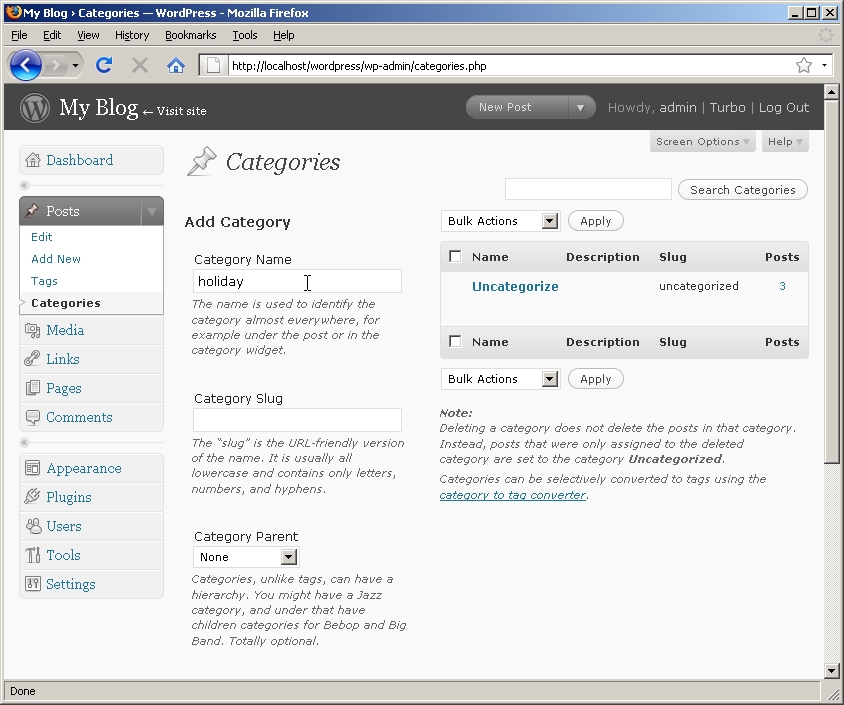 My Blog › Categories — WordPress - Mozilla Firefox
File Edit View History Bookmarks Tools Help
http://localhost/wordpress/wp-admin/categories.php
My Blog ← Visit site
New Post
Howdy, admin | Turbo | Log Out
Screen Options
Help
Dashboard
Posts
Edit
Add New
Tags
Categories
Media
Links
Pages
Comments
Appearance
Plugins
Users
Tools
Settings
Categories
Search Categories
Add Category
Category Name
holiday
The name is used to identify the
category almost everywhere, for
example under the post or in the
category widget.
Category Slug
The “slug” is the URL-friendly version
of the name. It is usually all
lowercase and contains only letters,
numbers, and hyphens.
Category Parent
None
Categories, unlike tags, can have a
hierarchy. You might have a Jazz
category, and under that have
children categories for Bebop and Big
Band. Totally optional.
Bulk Actions Apply
Name Description Slug Posts
Uncategorize uncategorized 3
Name Description Slug Posts
Bulk Actions Apply
Note:
Deleting a category does not delete the posts in that category.
Instead, posts that were only assigned to the deleted
category are set to the category Uncategorized.
Categories can be selectively converted to tags using the
category to tag converter.
Done